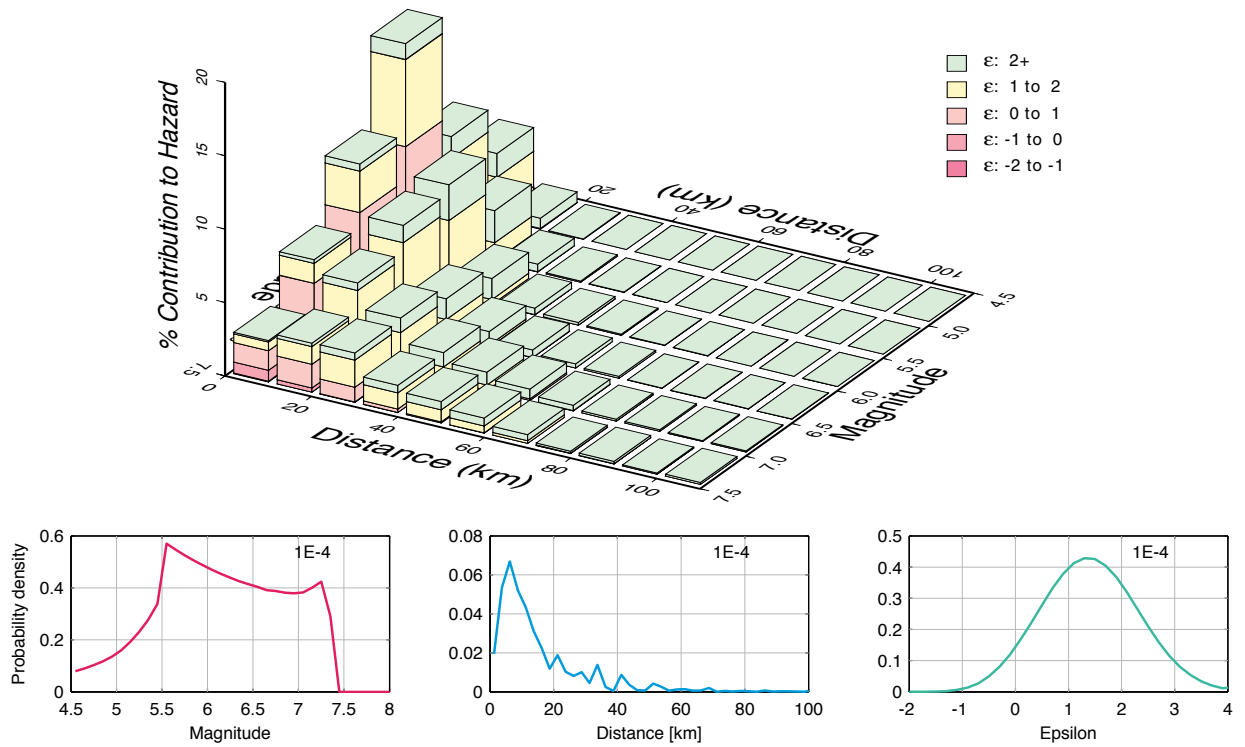 % Contribution to Hazard
20
15
10
5
ε: 2+
ε: 1 to 2
ε: 0 to 1
ε: -1 to 0
ε: -2 to -1
20
40
60
80
100
Distance (km)
4.5
5.0
5.5
6.0
6.5
7.0
7.5
Magnitude
de
7.5
0
20
40
60
80
100
Distance (km)
0.6
0.4
0.2
0
Probability density
1E-4
4.5 5 5.5 6 6.5 7 7.5 8
Magnitude
0.08
0.06
0.04
0.02
0
1E-4
0 20 40 60 80 100
Distance [km]
0.5
0.4
0.3
0.2
0.1
0
1E-4
-2 -1 0 1 2 3 4
Epsilon